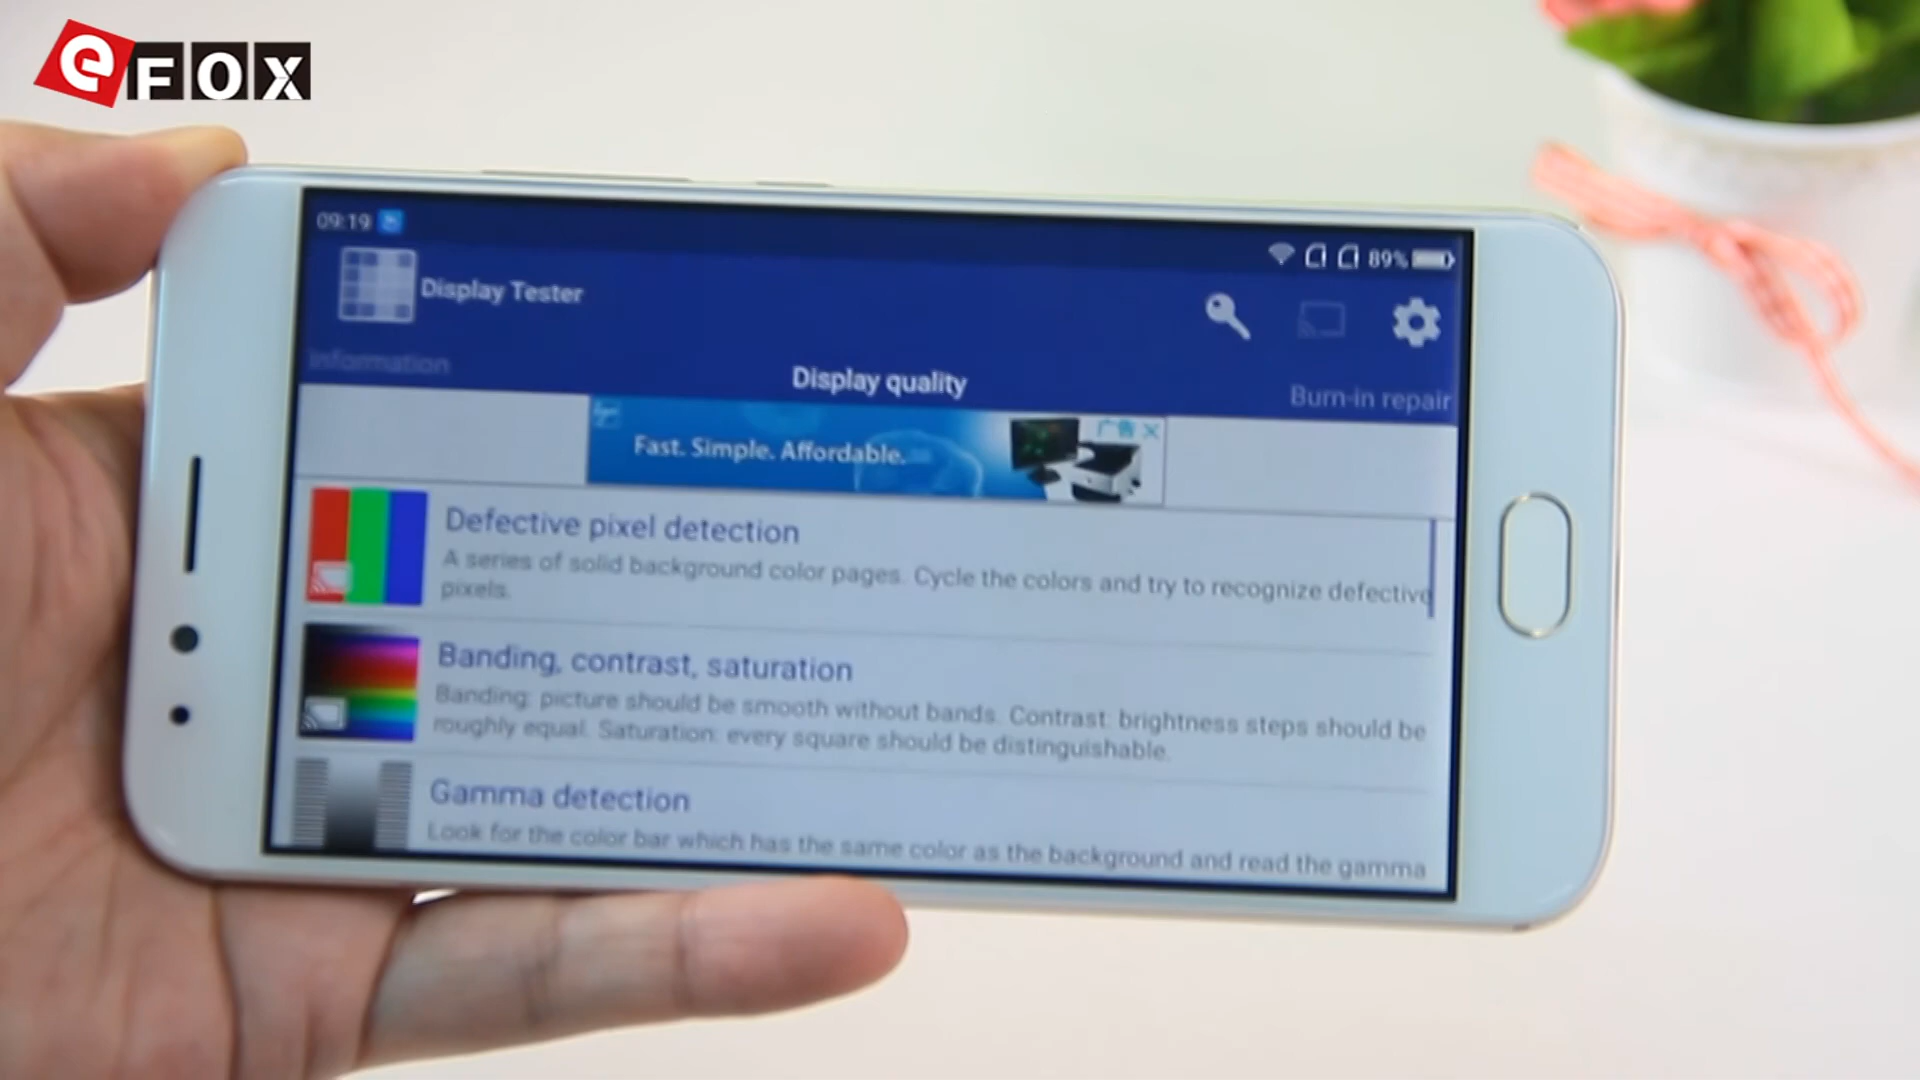 eFOX
09:19
89%
Display Tester
Information
Display quality
Burn-in repair
Fast. Simple. Affordable.
广告
Defective pixel detection
A series of solid background color pages. Cycle the colors and try to recognize defective
pixels.
Banding, contrast, saturation
Banding: picture should be smooth without bands. Contrast: brightness steps should be
roughly equal. Saturation: every square should be distinguishable.
Gamma detection
Look for the color bar which has the same color as the background and read the gamma